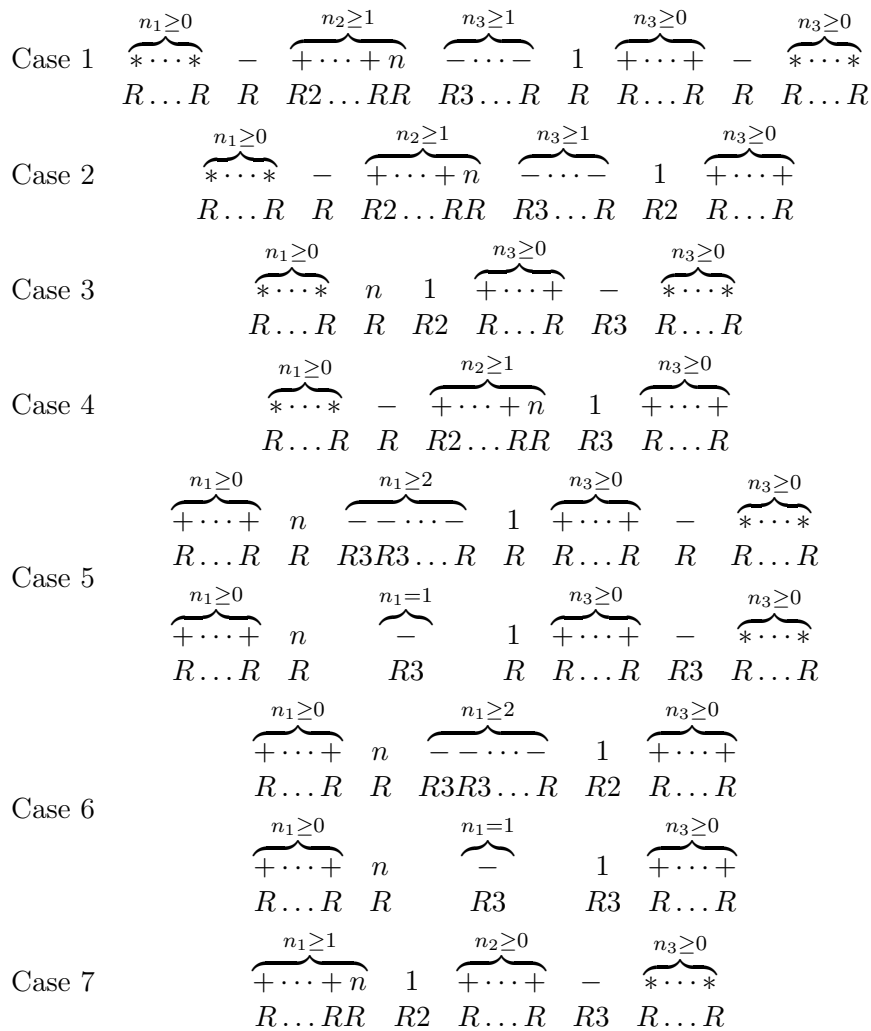 n₁≥0 n₂≥1 n₃≥1 n₃≥0 n₃≥0
Case 1 ∗⋯∗ − +⋯+ n −⋯− 1 +⋯+ − ∗⋯∗
R…R R R2…RR R3…R R R…R R R…R
n₁≥0 n₂≥1 n₃≥1 n₃≥0
Case 2 ∗⋯∗ − +⋯+ n −⋯− 1 +⋯+
R…R R R2…RR R3…R R2 R…R
n₁≥0 n₃≥0 n₃≥0
Case 3 ∗⋯∗ n 1 +⋯+ − ∗⋯∗
R…R R R2 R…R R3 R…R
n₁≥0 n₂≥1 n₃≥0
Case 4 ∗⋯∗ − +⋯+ n 1 +⋯+
R…R R R2…RR R3 R…R
n₁≥0 n₁≥2 n₃≥0 n₃≥0
+⋯+ n −−⋯− 1 +⋯+ − ∗⋯∗
R…R R R3R3…R R R…R R R…R
Case 5
n₁≥0 n₁=1 n₃≥0 n₃≥0
+⋯+ n − 1 +⋯+ − ∗⋯∗
R…R R R3 R R…R R3 R…R
n₁≥0 n₁≥2 n₃≥0
+⋯+ n −−⋯− 1 +⋯+
R…R R R3R3…R R2 R…R
Case 6
n₁≥0 n₁=1 n₃≥0
+⋯+ n − 1 +⋯+
R…R R R3 R3 R…R
n₁≥1 n₂≥0 n₃≥0
Case 7 +⋯+ n 1 +⋯+ − ∗⋯∗
R…RR R2 R…R R3 R…R